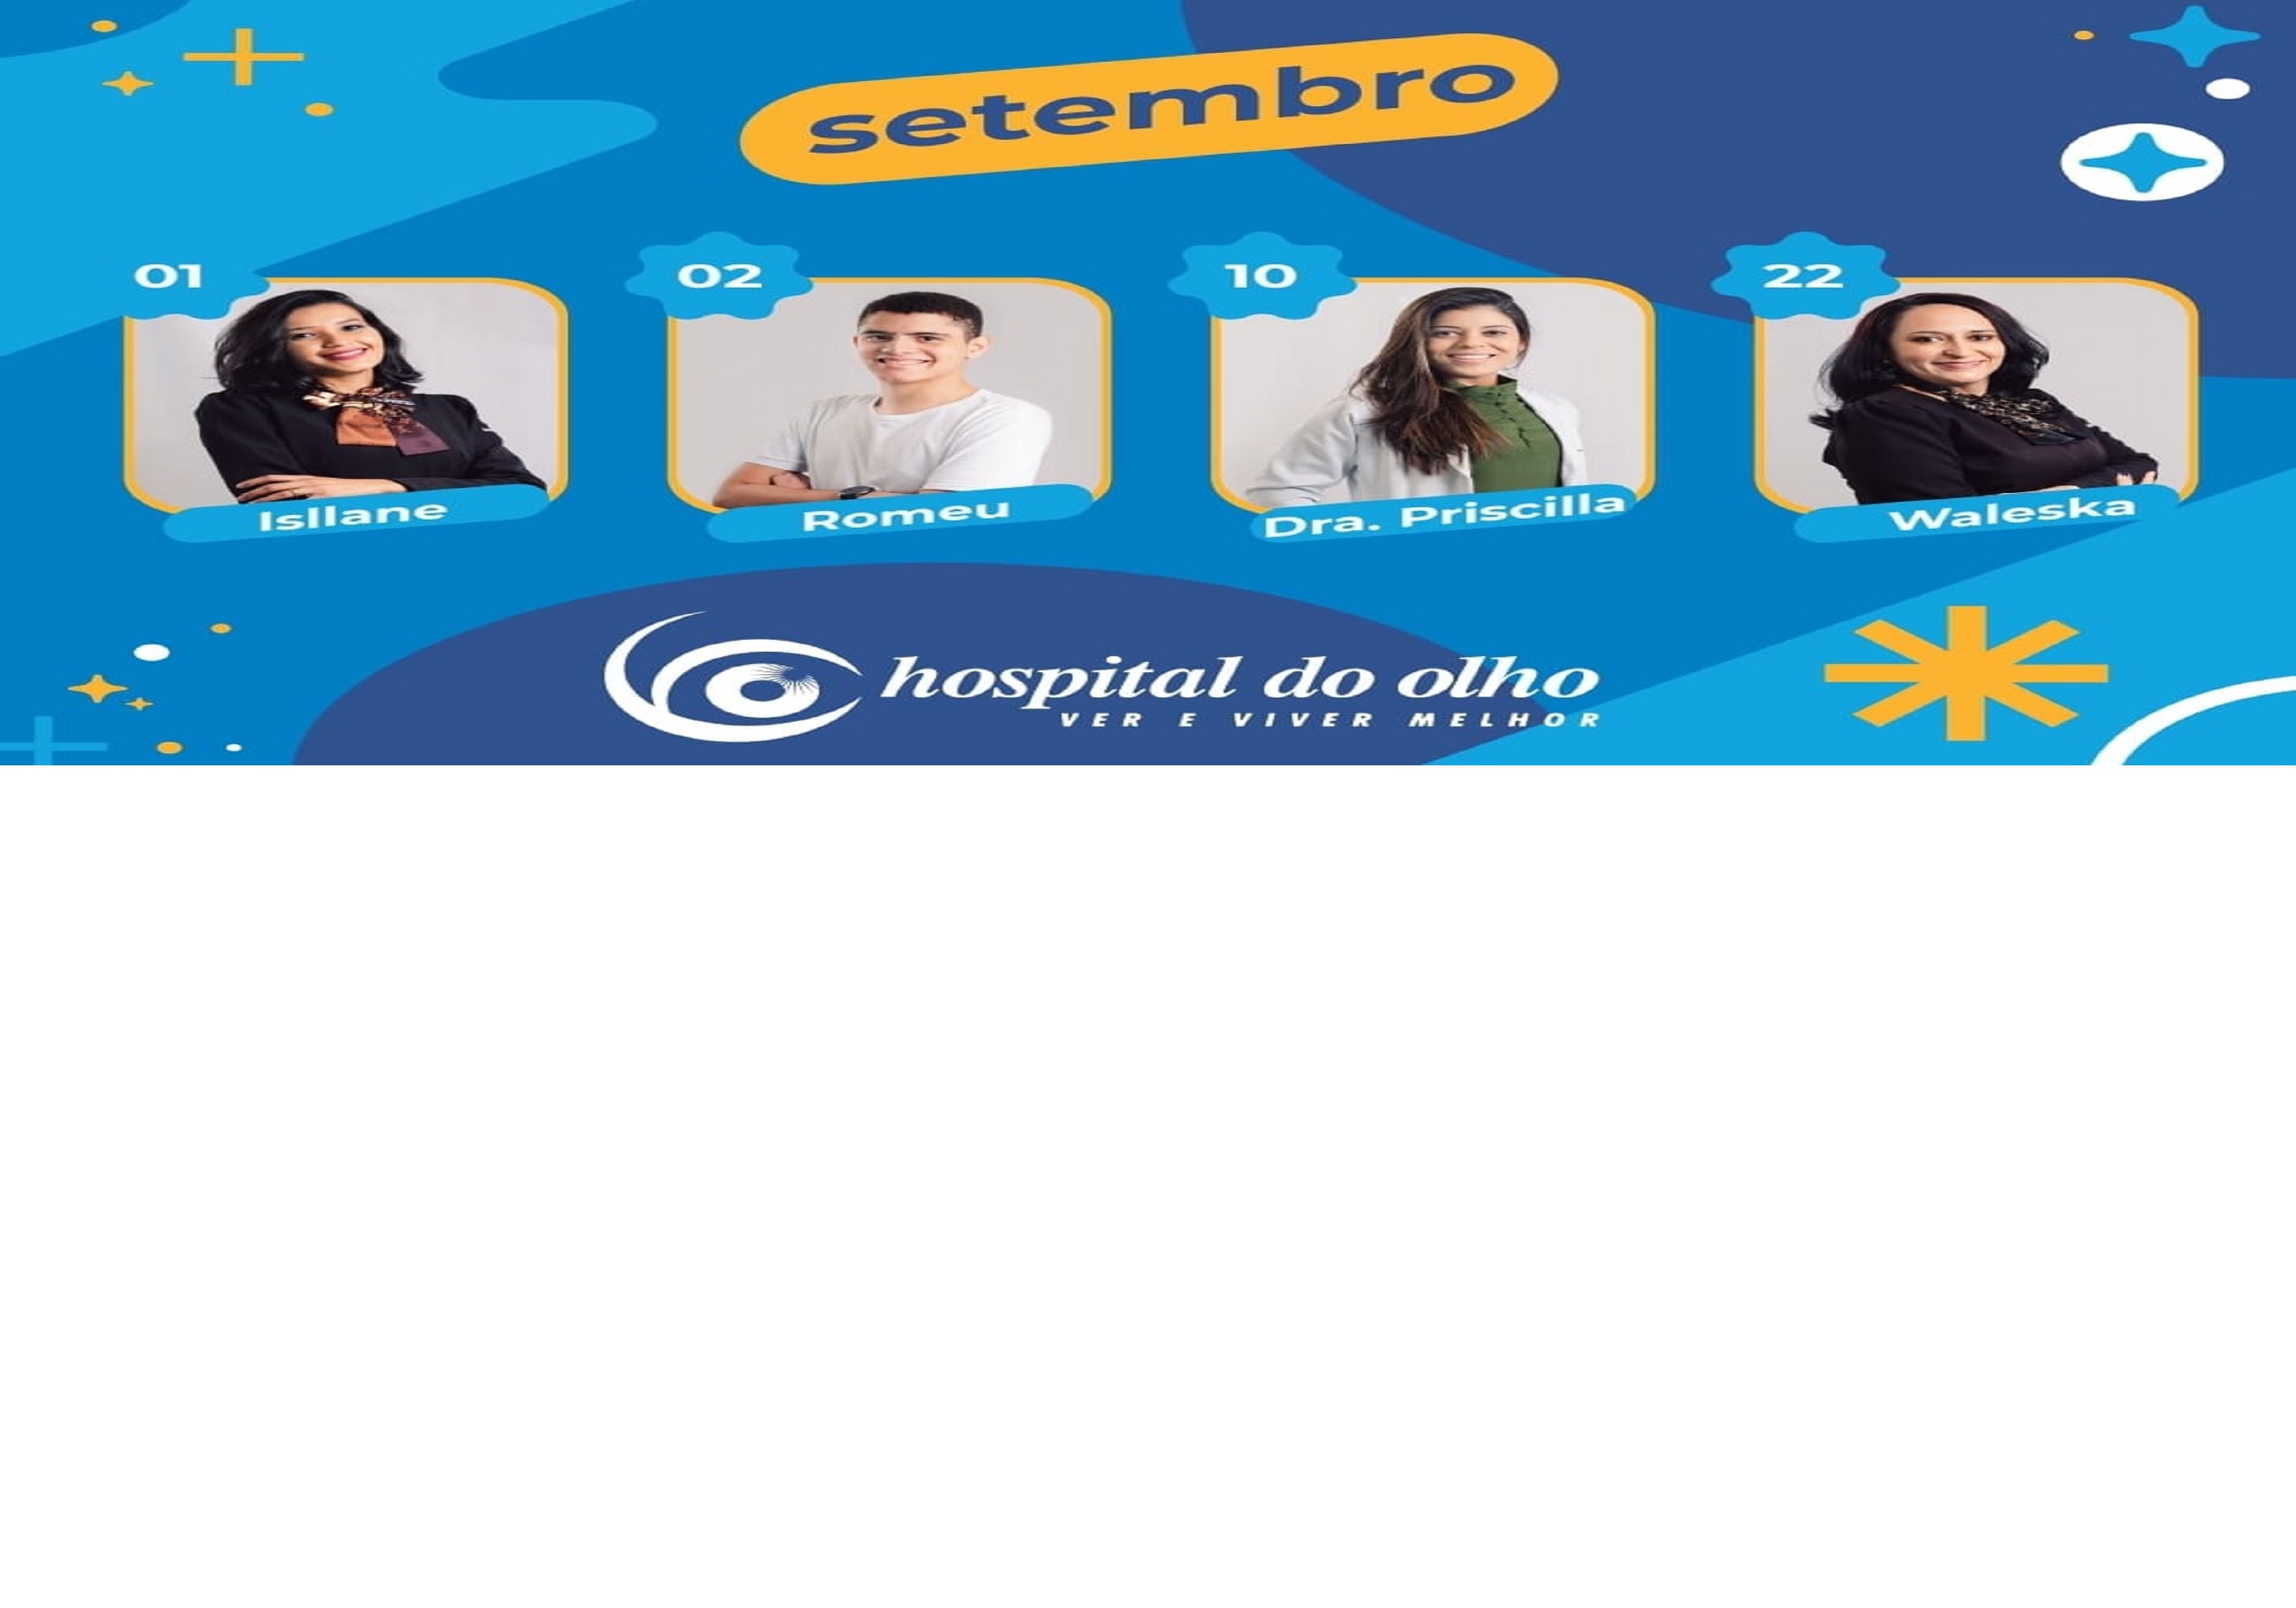 setembro
01
02
10
22
Isllane
Romeu
Dra. Priscilla
Waleska
hospital do olho
VER E VIVER MELHOR